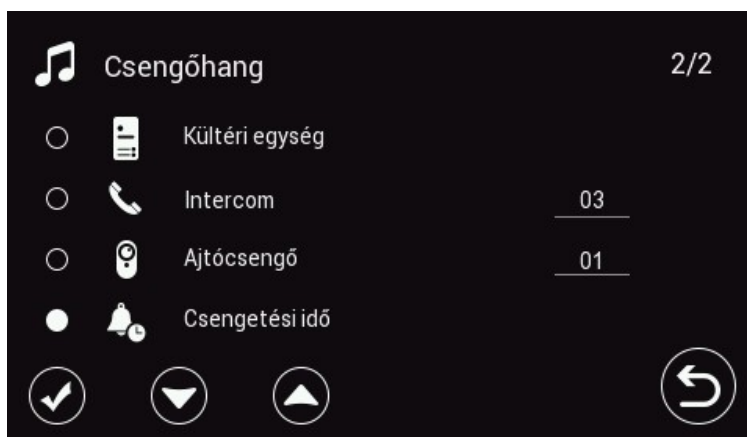 Csengőhang 2/2
Kültéri egység
Intercom 03
Ajtócsengő 01
Csengetési idő